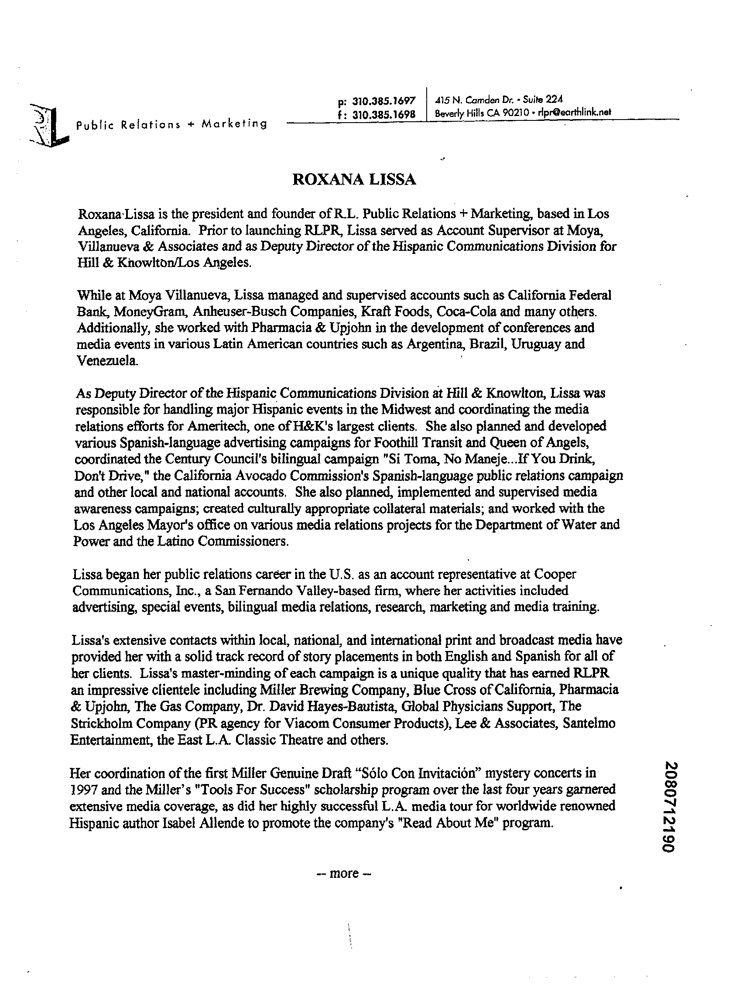 p: 310.385.1697
f: 310.385.1698
415 N. Camden Dr. - Suite 224
Beverly Hills CA 90210 - rlpr@earthlink.net
RL Public Relations + Marketing
ROXANA LISSA
Roxana Lissa is the president and founder of R.L. Public Relations + Marketing, based in Los
Angeles, California. Prior to launching RLPR, Lissa served as Account Supervisor at Moya,
Villanueva & Associates and as Deputy Director of the Hispanic Communications Division for
Hill & Knowlton/Los Angeles.
While at Moya Villanueva, Lissa managed and supervised accounts such as California Federal
Bank, MoneyGram, Anheuser-Busch Companies, Kraft Foods, Coca-Cola and many others.
Additionally, she worked with Pharmacia & Upjohn in the development of conferences and
media events in various Latin American countries such as Argentina, Brazil, Uruguay and
Venezuela.
As Deputy Director of the Hispanic Communications Division at Hill & Knowlton, Lissa was
responsible for handling major Hispanic events in the Midwest and coordinating the media
relations efforts for Ameritech, one of H&K's largest clients. She also planned and developed
various Spanish-language advertising campaigns for Foothill Transit and Queen of Angels,
coordinated the Century Council's bilingual campaign "Si Toma, No Maneje...If You Drink,
Don't Drive," the California Avocado Commission's Spanish-language public relations campaign
and other local and national accounts. She also planned, implemented and supervised media
awareness campaigns; created culturally appropriate collateral materials; and worked with the
Los Angeles Mayor's office on various media relations projects for the Department of Water and
Power and the Latino Commissioners.
Lissa began her public relations career in the U.S. as an account representative at Cooper
Communications, Inc., a San Fernando Valley-based firm, where her activities included
advertising, special events, bilingual media relations, research, marketing and media training.
Lissa's extensive contacts within local, national, and international print and broadcast media have
provided her with a solid track record of story placements in both English and Spanish for all of
her clients. Lissa's master-minding of each campaign is a unique quality that has earned RLPR
an impressive clientele including Miller Brewing Company, Blue Cross of California, Pharmacia
& Upjohn, The Gas Company, Dr. David Hayes-Bautista, Global Physicians Support, The
Strickholm Company (PR agency for Viacom Consumer Products), Lee & Associates, Santelmo
Entertainment, the East L.A. Classic Theatre and others.
Her coordination of the first Miller Genuine Draft “Sólo Con Invitación” mystery concerts in
1997 and the Miller's "Tools For Success" scholarship program over the last four years garnered
extensive media coverage, as did her highly successful L.A. media tour for worldwide renowned
Hispanic author Isabel Allende to promote the company's "Read About Me" program.
-- more --
2080712190